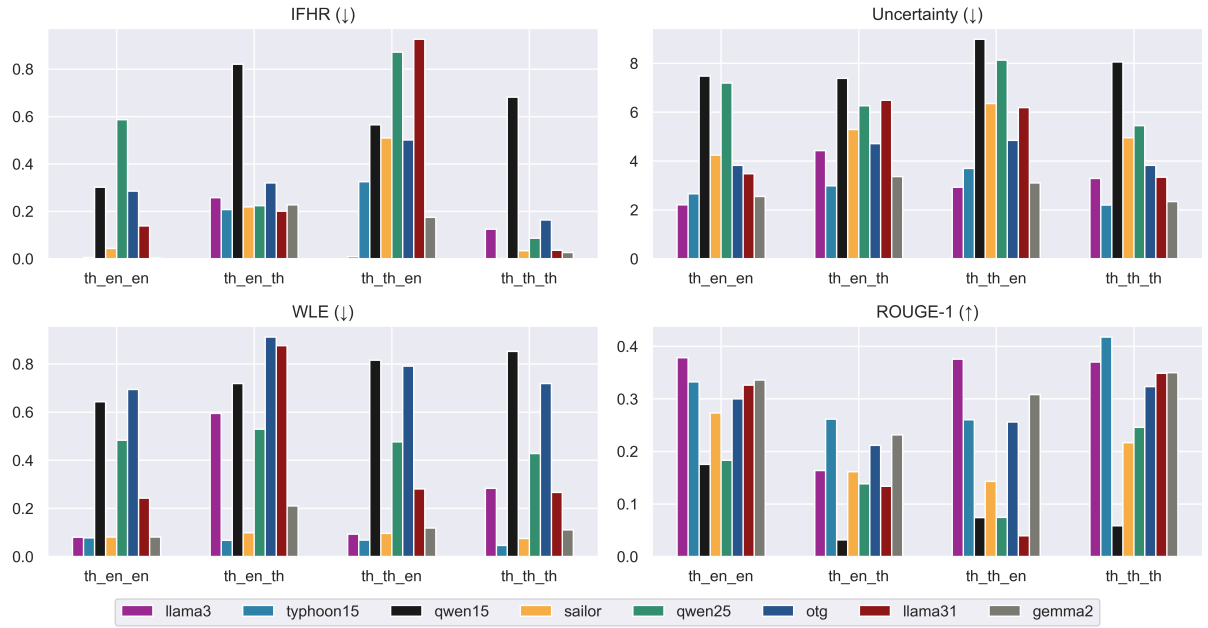 IFHR (↓)
0.8
0.6
0.4
0.2
0.0
th_en_en th_en_th th_th_en th_th_th
Uncertainty (↓)
8
6
4
2
0
th_en_en th_en_th th_th_en th_th_th
WLE (↓)
0.8
0.6
0.4
0.2
0.0
th_en_en th_en_th th_th_en th_th_th
ROUGE-1 (↑)
0.4
0.3
0.2
0.1
0.0
th_en_en th_en_th th_th_en th_th_th
llama3 typhoon15 qwen15 sailor qwen25 otg llama31 gemma2